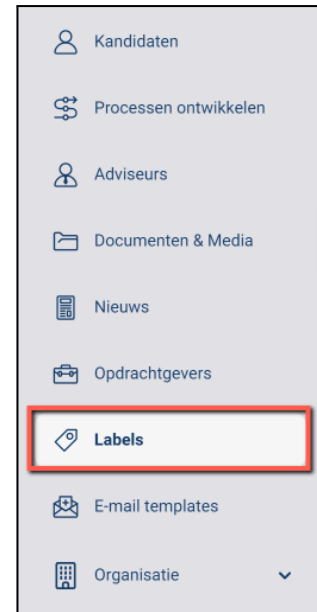 Kandidaten
Processen ontwikkelen
Adviseurs
Documenten & Media
Nieuws
Opdrachtgevers
Labels
E-mail templates
Organisatie